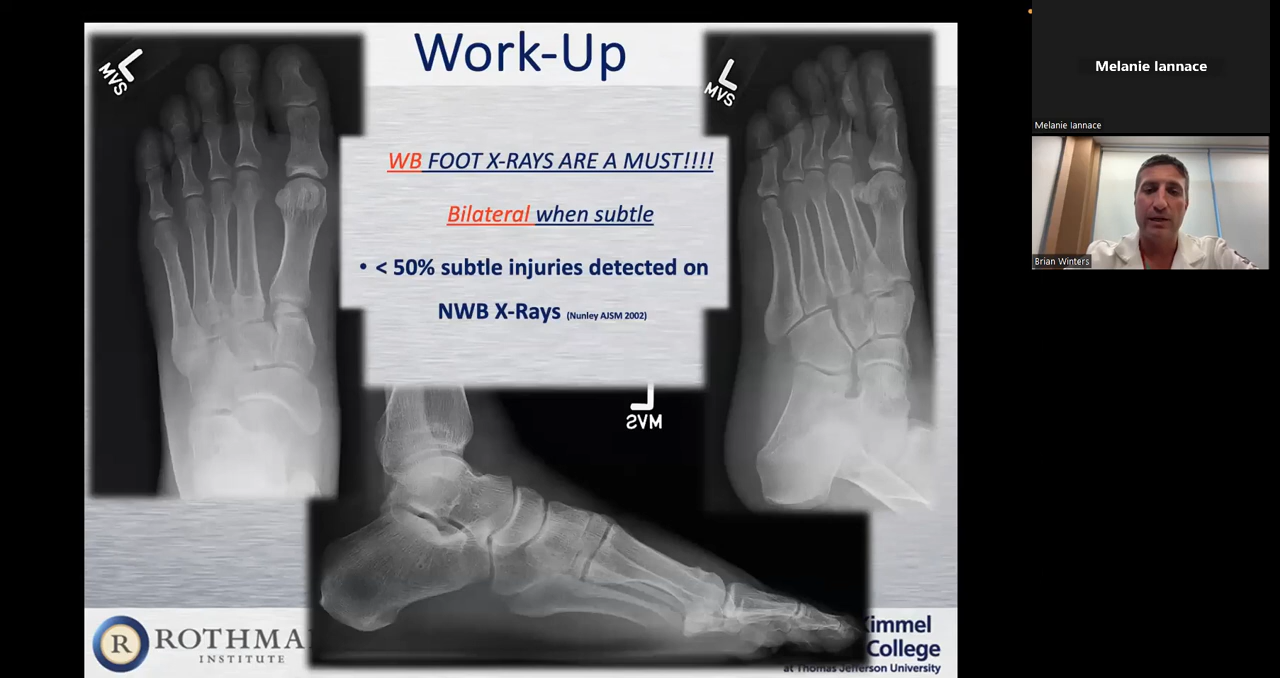 Work-Up
L
MVS
L
MVS
WB FOOT X-RAYS ARE A MUST!!!!
Bilateral when subtle
• < 50% subtle injuries detected on
NWB X-Rays (Nunley AJSM 2002)
L
MVS
R ROTHMA
INSTITUTE
Kimmel
College
at Thomas Jefferson University
Melanie Iannace
Melanie Iannace
Brian Winters